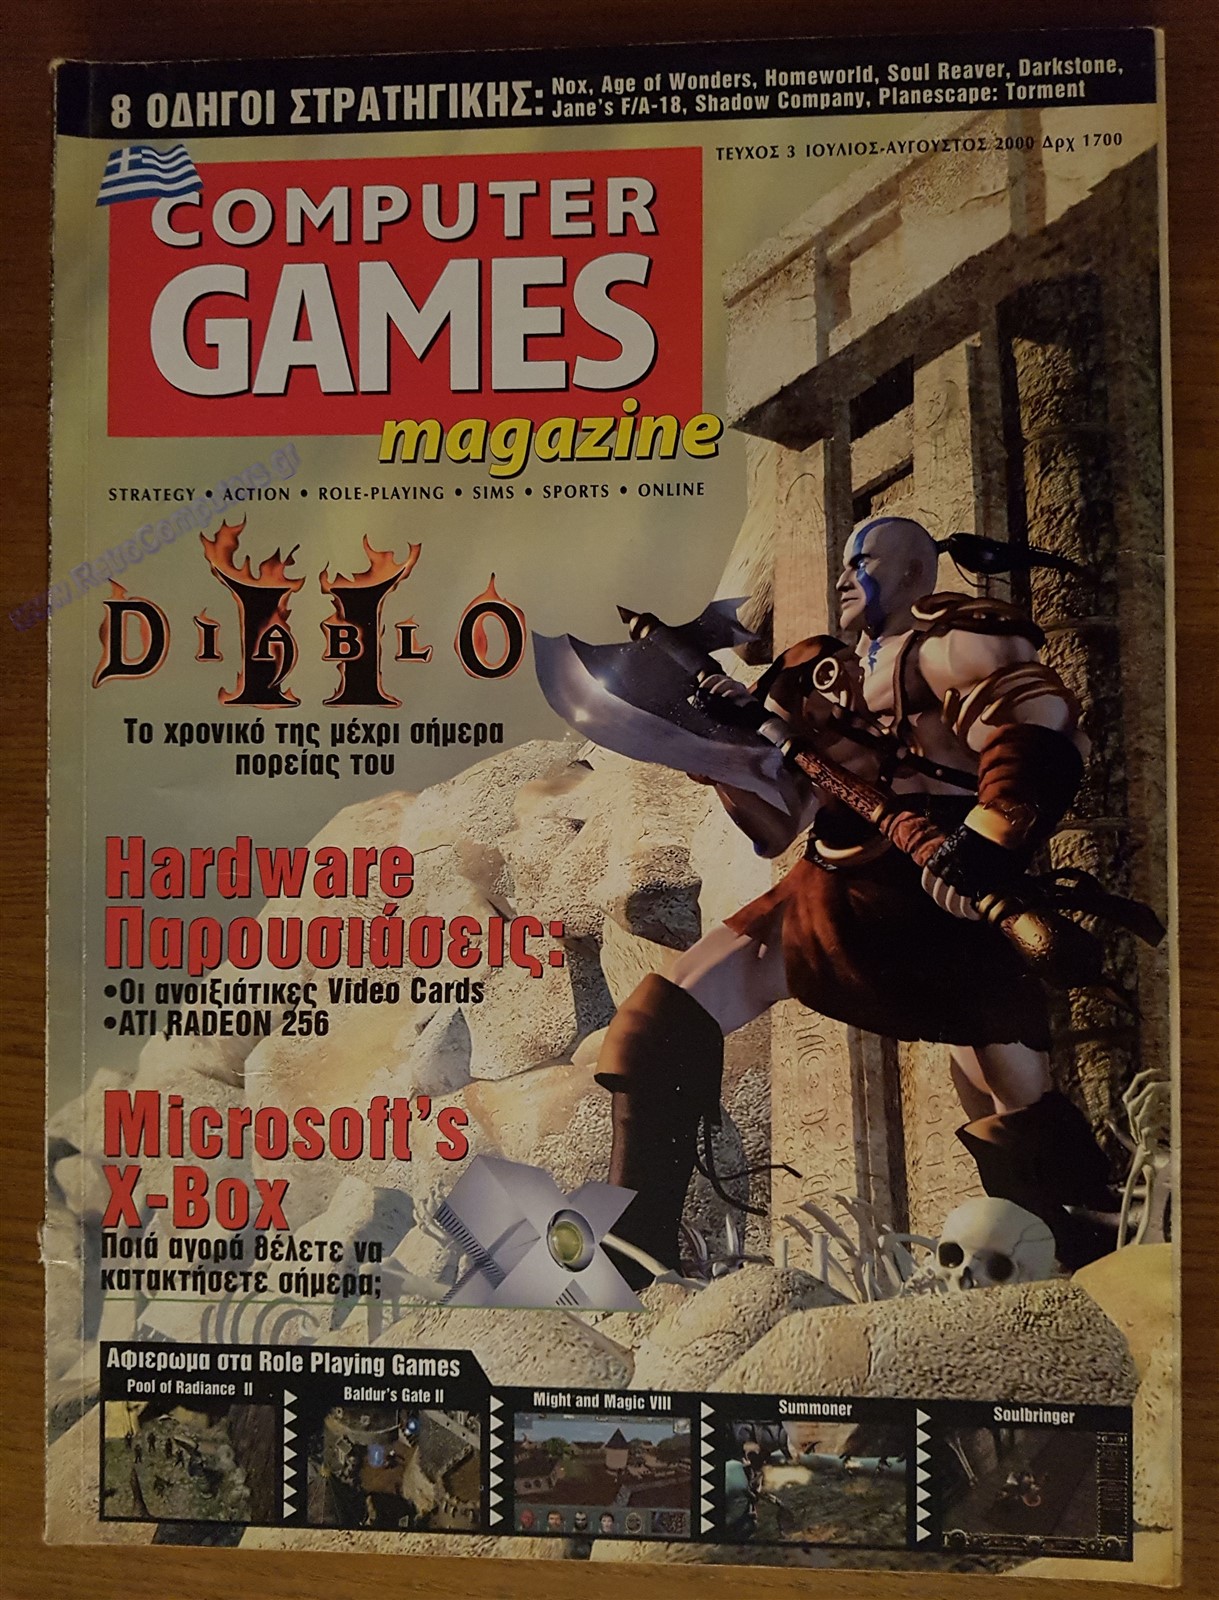 8 ΟΔΗΓΟΙ ΣΤΡΑΤΗΓΙΚΗΣ: Nox, Age of Wonders, Homeworld, Soul Reaver, Darkstone,
Jane's F/A-18, Shadow Company, Planescape: Torment
ΤΕΥΧΟΣ 3 ΙΟΥΛΙΟΣ-ΑΥΓΟΥΣΤΟΣ 2000 Δρχ 1700
COMPUTER
GAMES
magazine
STRATEGY • ACTION • ROLE-PLAYING • SIMS • SPORTS • ONLINE
www.RetroComputers.gr
DIABLO II
Το χρονικό της μέχρι σήμερα
πορείας του
Hardware
Παρουσιάσεις:
•Οι ανοιξιάτικες Video Cards
•ATI RADEON 256
Microsoft's
X-Box
Ποιά αγορά θέλετε να
κατακτήσετε σήμερα;
Αφιερωμα στα Role Playing Games
Pool of Radiance II
Baldur's Gate II
Might and Magic VIII
Summoner
Soulbringer